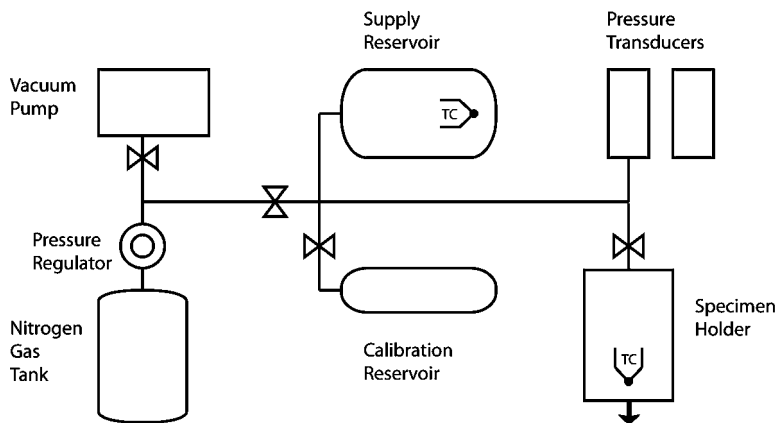 Supply
Reservoir
Pressure
Transducers
Vacuum
Pump
TC
Pressure
Regulator
Nitrogen
Gas
Tank
Calibration
Reservoir
Specimen
Holder
TC